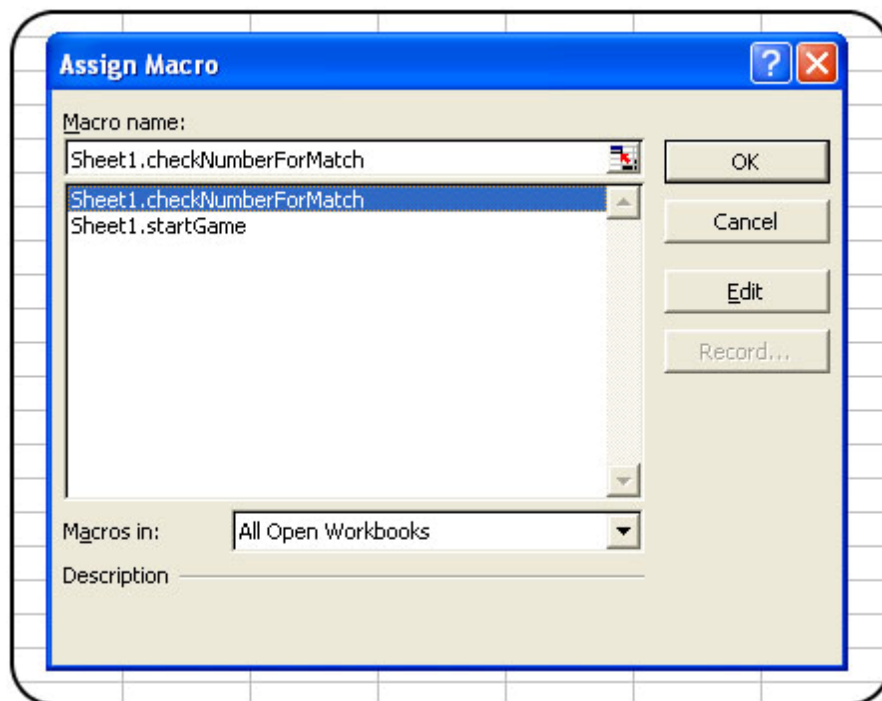 Assign Macro
Macro name:
Sheet1.checkNumberForMatch
Sheet1.checkNumberForMatch
Sheet1.startGame
OK
Cancel
Edit
Record...
Macros in:
All Open Workbooks
Description